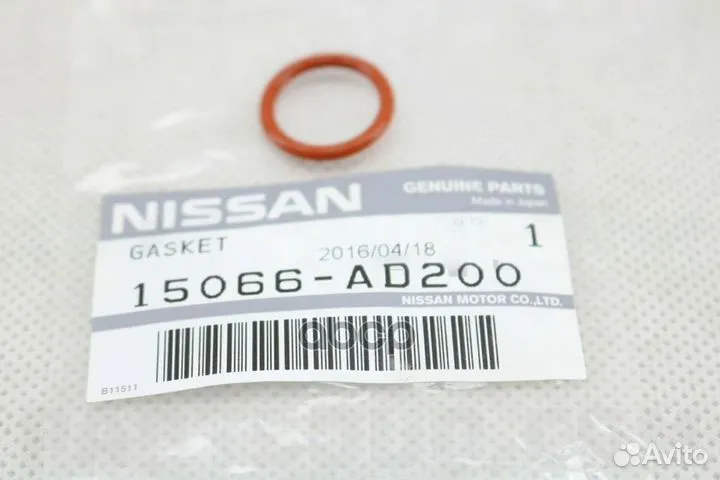 NISSAN
GENUINE PARTS
Made in Japan
GASKET
2016/04/18
1
15066-AD200
NISSAN MOTOR CO.,LTD.
abcp
B11511
Avito